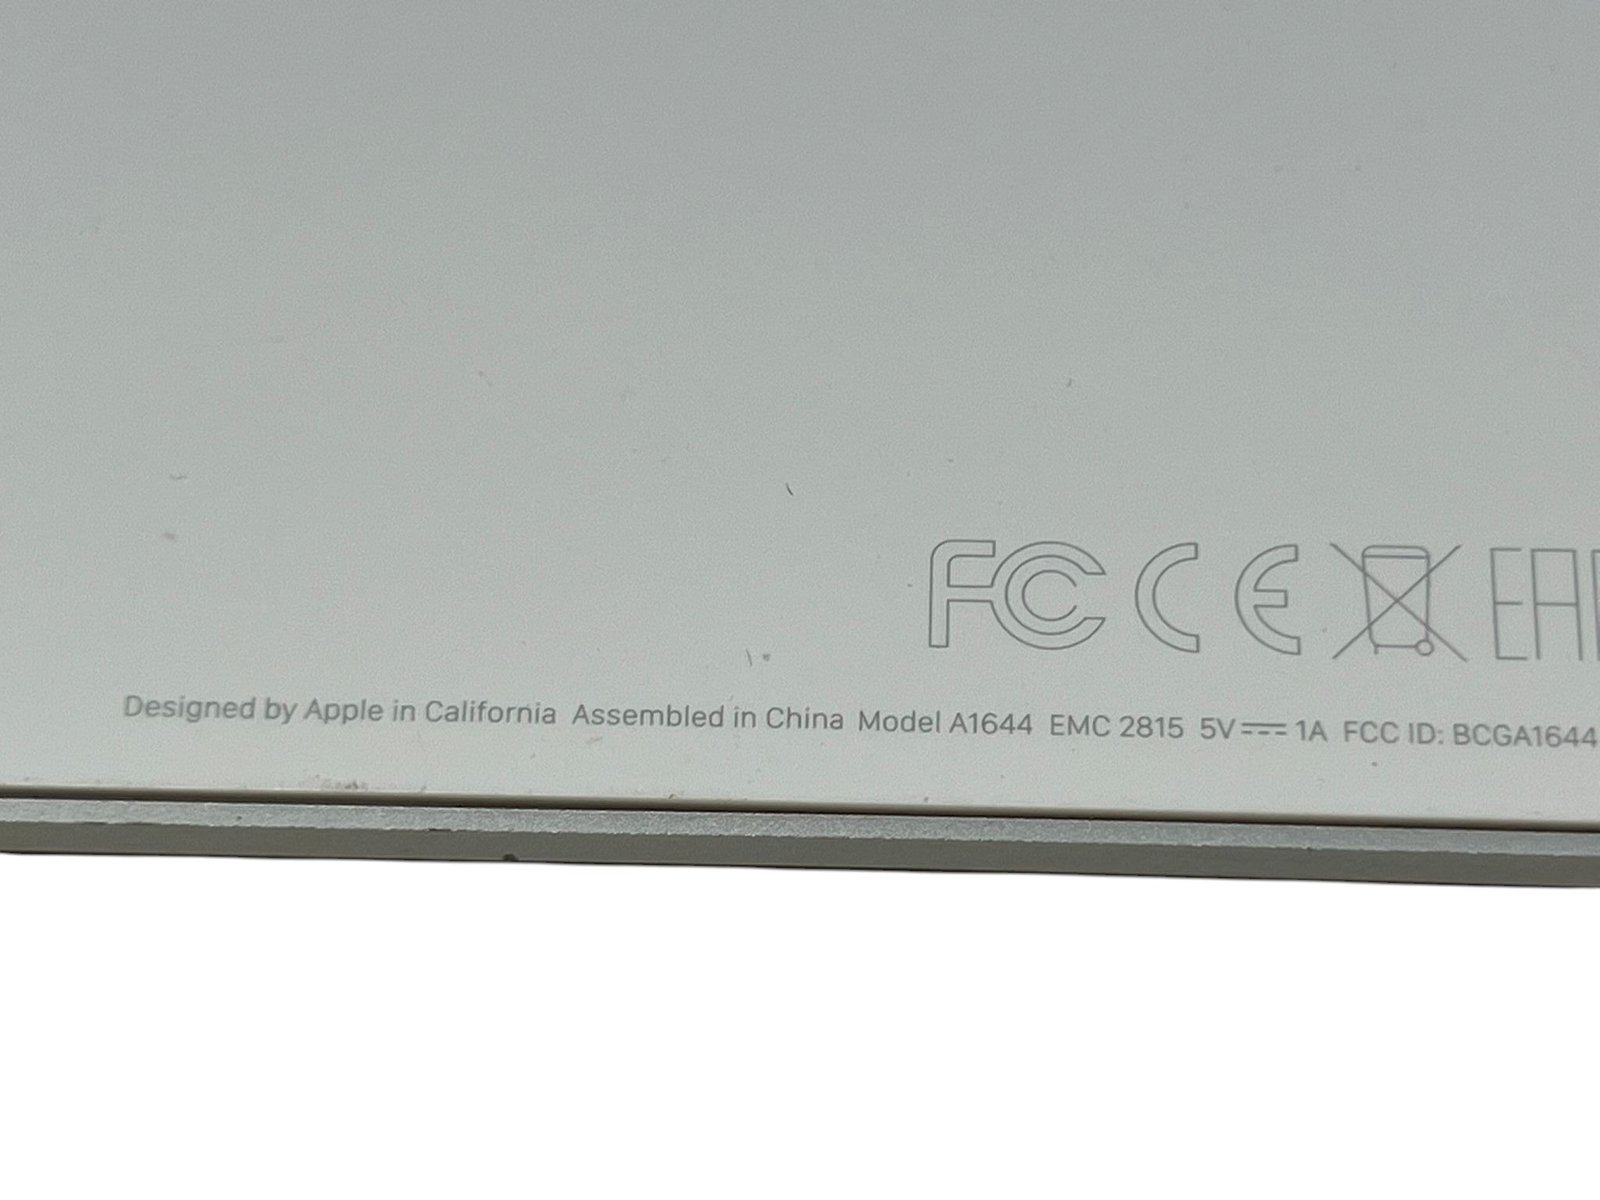 FC CE EAC
Designed by Apple in California Assembled in China Model A1644 EMC 2815 5V⎓1A FCC ID: BCGA1644